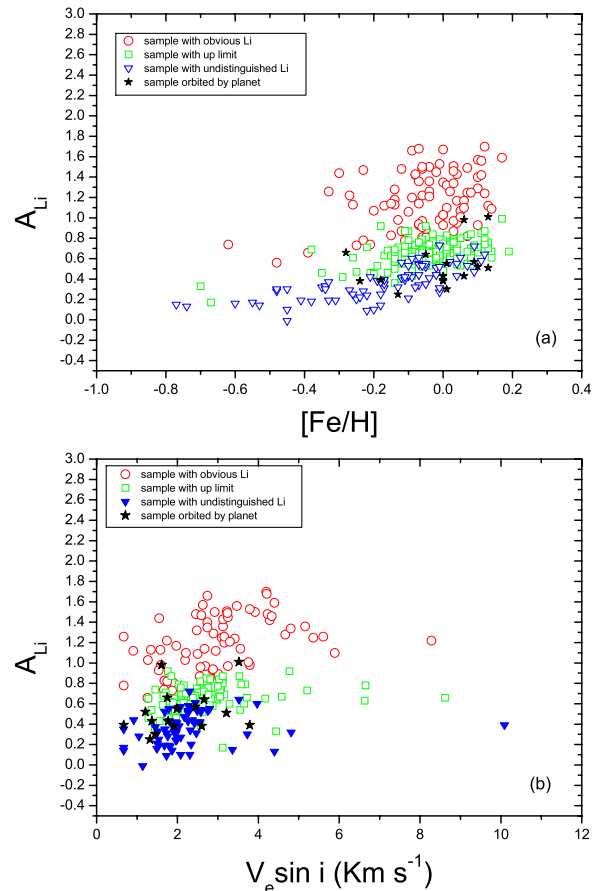 3.0
2.8
2.6
2.4
2.2
2.0
1.8
1.6
1.4
1.2
1.0
0.8
0.6
0.4
0.2
0.0
-0.2
-0.4
A_Li
sample with obvious Li
sample with up limit
sample with undistinguished Li
sample orbited by planet
(a)
-1.0 -0.8 -0.6 -0.4 -0.2 0.0 0.2 0.4
[Fe/H]
3.0
2.8
2.6
2.4
2.2
2.0
1.8
1.6
1.4
1.2
1.0
0.8
0.6
0.4
0.2
0.0
-0.2
-0.4
A_Li
sample with obvious Li
sample with up limit
sample with undistinguished Li
sample orbited by planet
(b)
0 2 4 6 8 10 12
V_e sin i (Km s⁻¹)